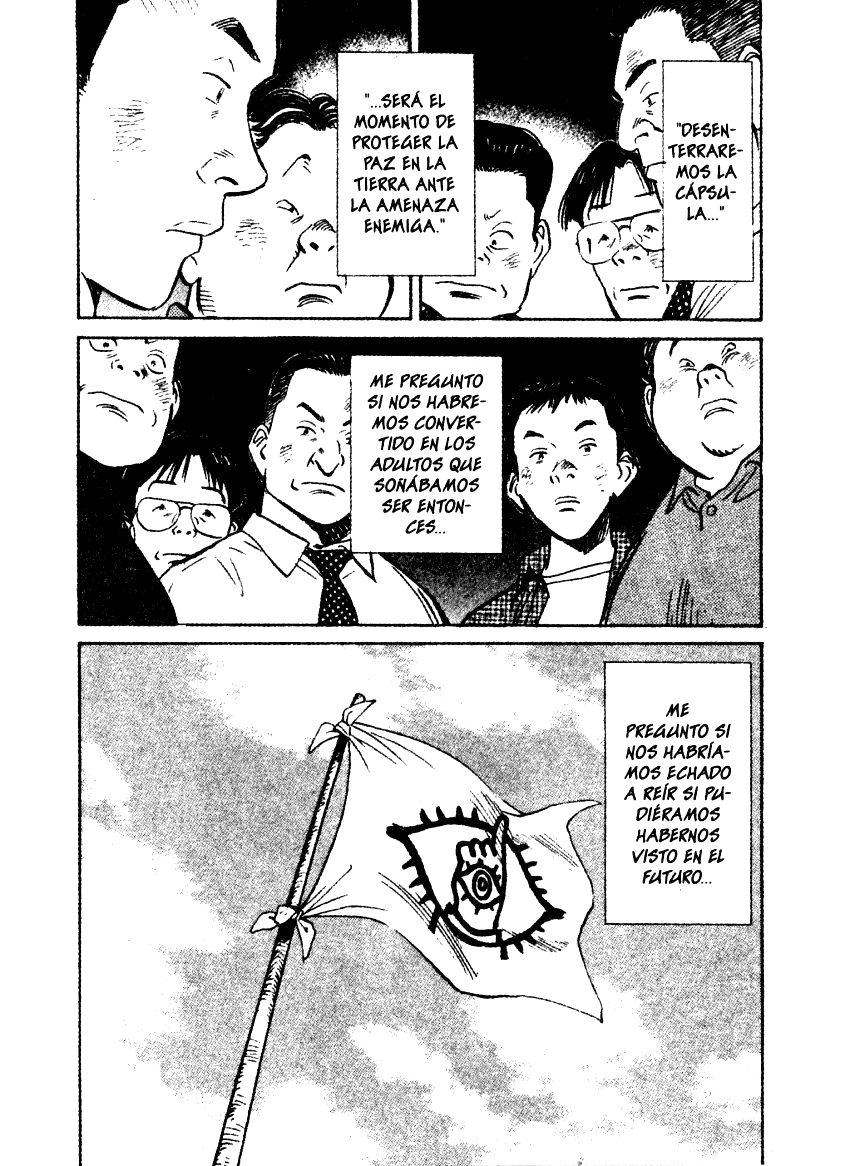 "DESEN-
TERRARE-
MOS LA
CÁPSU-
LA..."
"...SERÁ EL
MOMENTO DE
PROTEGER LA
PAZ EN LA
TIERRA ANTE
LA AMENAZA
ENEMIGA."
ME PREGUNTO
SI NOS HABRE-
MOS CONVER-
TIDO EN LOS
ADULTOS QUE
SOÑÁBAMOS
SER ENTON-
CES...
ME
PREGUNTO SI
NOS HABRÍA-
MOS ECHADO
A REÍR SI PU-
DIÉRAMOS
HABERNOS
VISTO EN EL
FUTURO...